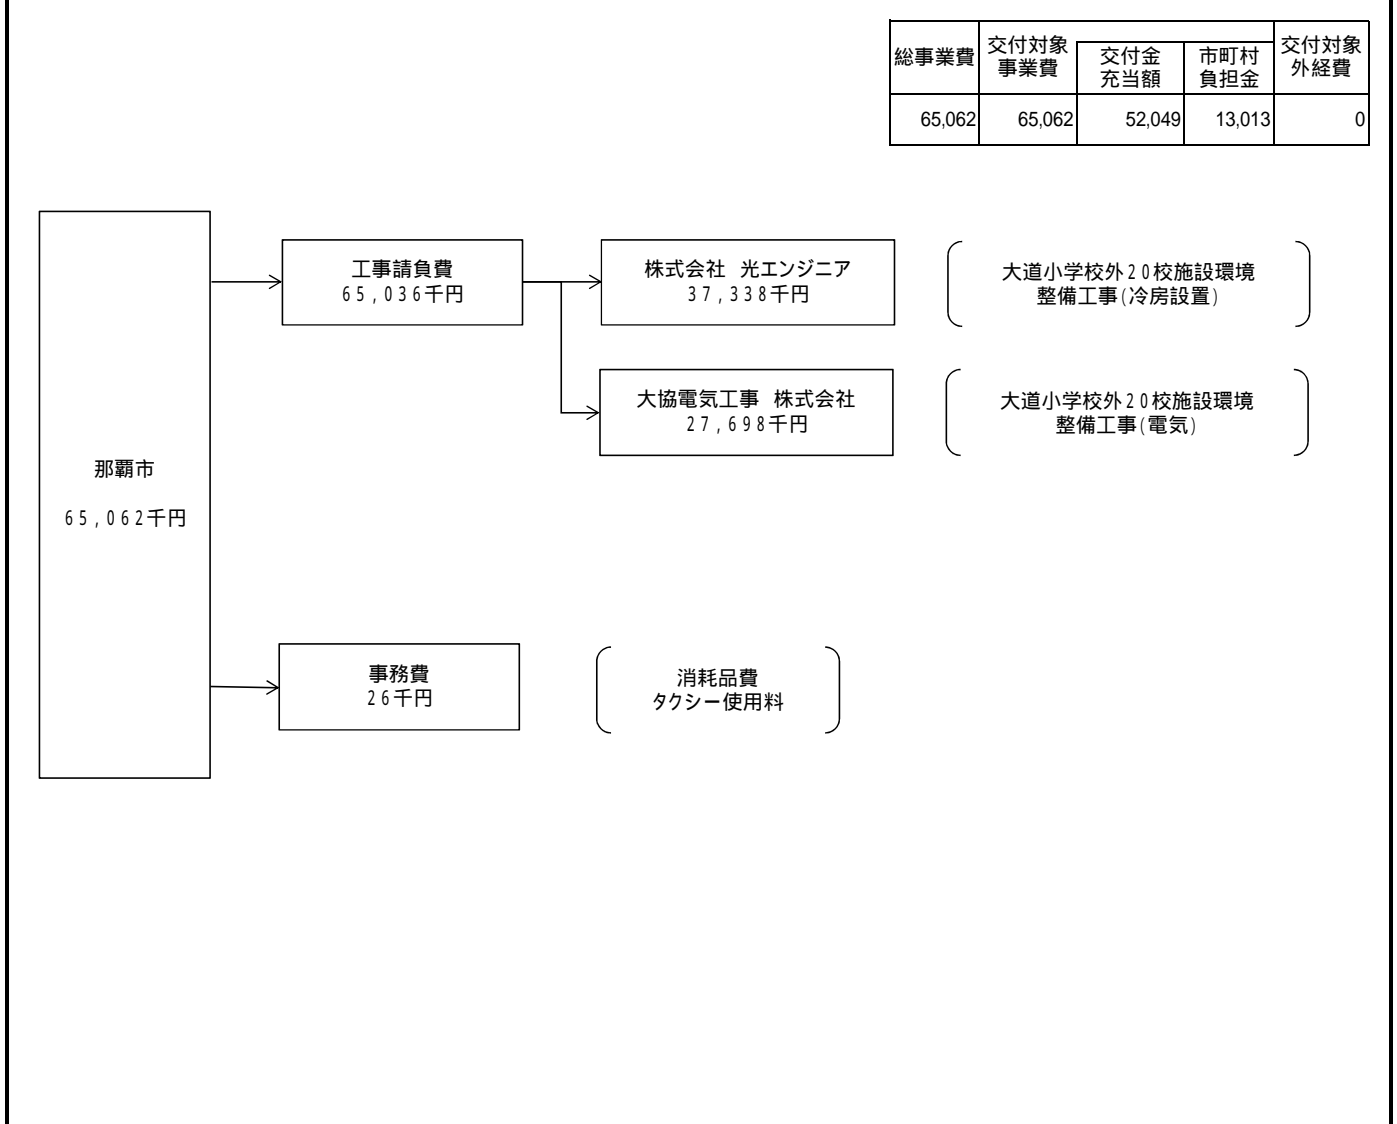 総事業費
交付対象
事業費
交付金
充当額
市町村
負担金
交付対象
外経費
65,062
65,062
52,049
13,013
0
工事請負費
65,036千円
株式会社 光エンジニア
37,338千円
大道小学校外20校施設環境
整備工事(冷房設置)
大協電気工事 株式会社
27,698千円
大道小学校外20校施設環境
整備工事(電気)
那覇市
65,062千円
事務費
26千円
消耗品費
タクシー使用料